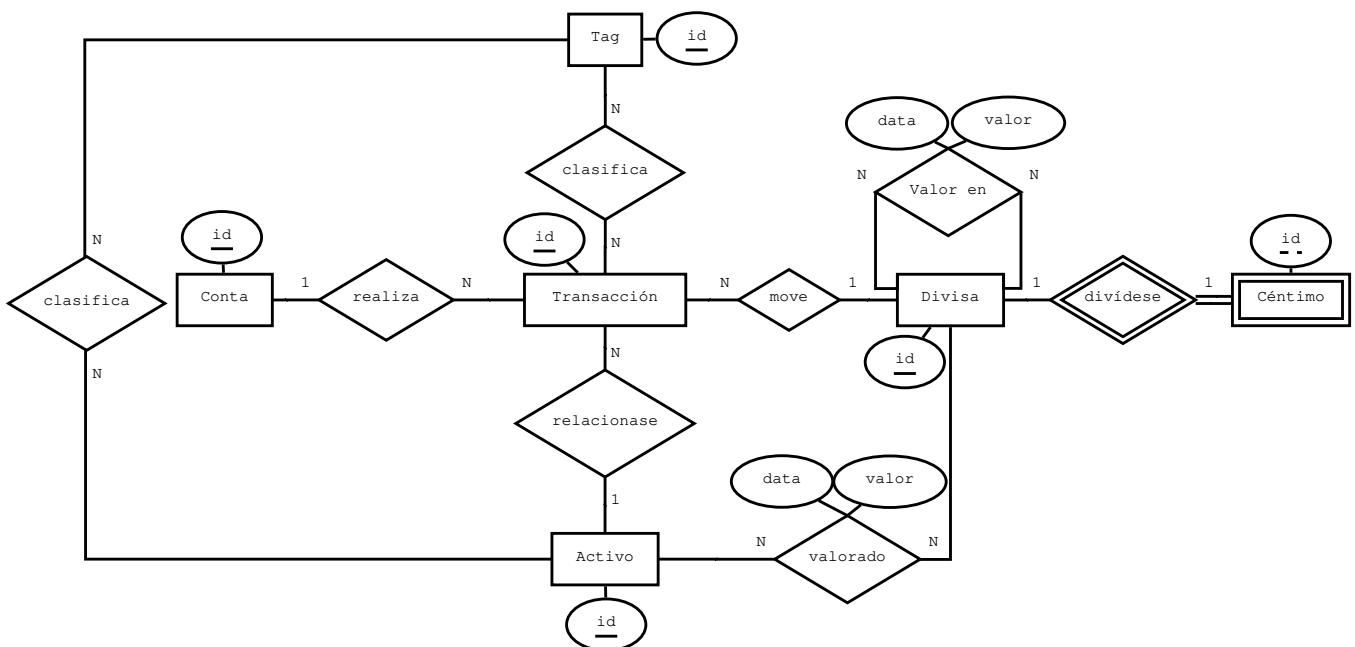 Tag
id
N
clasifica
N
data
valor
N
Valor en
N
N
clasifica
N
id
Conta
1
realiza
N
id
Transacción
N
move
1
Divisa
id
1
divídese
1
id
Céntimo
N
relacionase
1
data
valor
Activo
N
valorado
N
id